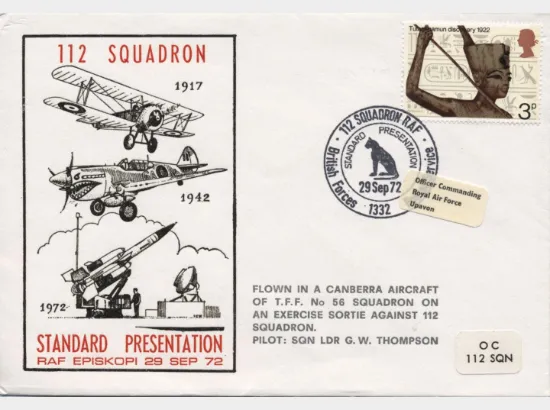 112 SQUADRON
1917
1942
1972
STANDARD PRESENTATION
RAF EPISKOPI 29 SEP 72
Tutankhamun discovery 1922
3P
112 SQUADRON RAF
STANDARD PRESENTATION
29 Sep 72
British Forces
1332
Officer Commanding
Royal Air Force
Upavon
FLOWN IN A CANBERRA AIRCRAFT
OF T.F.F. No 56 SQUADRON ON
AN EXERCISE SORTIE AGAINST 112
SQUADRON.
PILOT: SQN LDR G.W. THOMPSON
OC
112 SQN